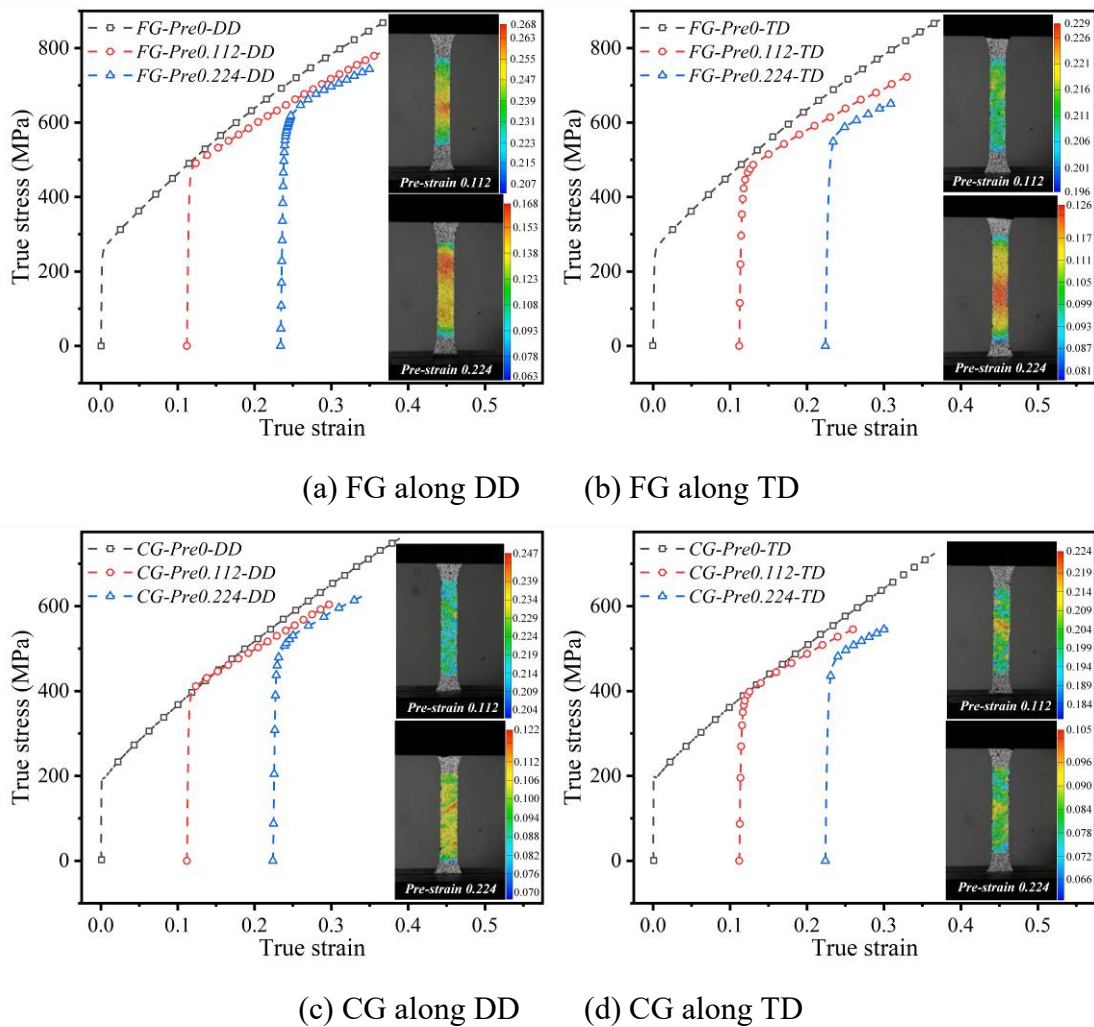 FG-Pre0-DD
FG-Pre0.112-DD
FG-Pre0.224-DD
True stress (MPa)
800
600
400
200
0
0.0 0.1 0.2 0.3 0.4 0.5
True strain
0.268
0.263
0.255
0.247
0.239
0.231
0.223
0.215
0.207
0.203
Pre-strain 0.112
0.168
0.153
0.138
0.123
0.108
0.093
0.078
0.063
Pre-strain 0.224
FG-Pre0-TD
FG-Pre0.112-TD
FG-Pre0.224-TD
True stress (MPa)
800
600
400
200
0
0.0 0.1 0.2 0.3 0.4 0.5
True strain
0.229
0.226
0.221
0.216
0.211
0.206
0.201
0.196
Pre-strain 0.112
0.126
0.117
0.111
0.105
0.099
0.093
0.087
0.081
Pre-strain 0.224
(a) FG along DD (b) FG along TD
CG-Pre0-DD
CG-Pre0.112-DD
CG-Pre0.224-DD
True stress (MPa)
600
400
200
0
0.0 0.1 0.2 0.3 0.4 0.5
True strain
0.247
0.239
0.234
0.229
0.224
0.219
0.214
0.209
0.204
Pre-strain 0.112
0.122
0.112
0.106
0.100
0.094
0.088
0.082
0.076
0.070
Pre-strain 0.224
CG-Pre0-TD
CG-Pre0.112-TD
CG-Pre0.224-TD
True stress (MPa)
600
400
200
0
0.0 0.1 0.2 0.3 0.4 0.5
True strain
0.224
0.214
0.209
0.204
0.199
0.194
0.189
0.184
Pre-strain 0.112
0.105
0.096
0.090
0.084
0.078
0.072
0.066
Pre-strain 0.224
(c) CG along DD (d) CG along TD